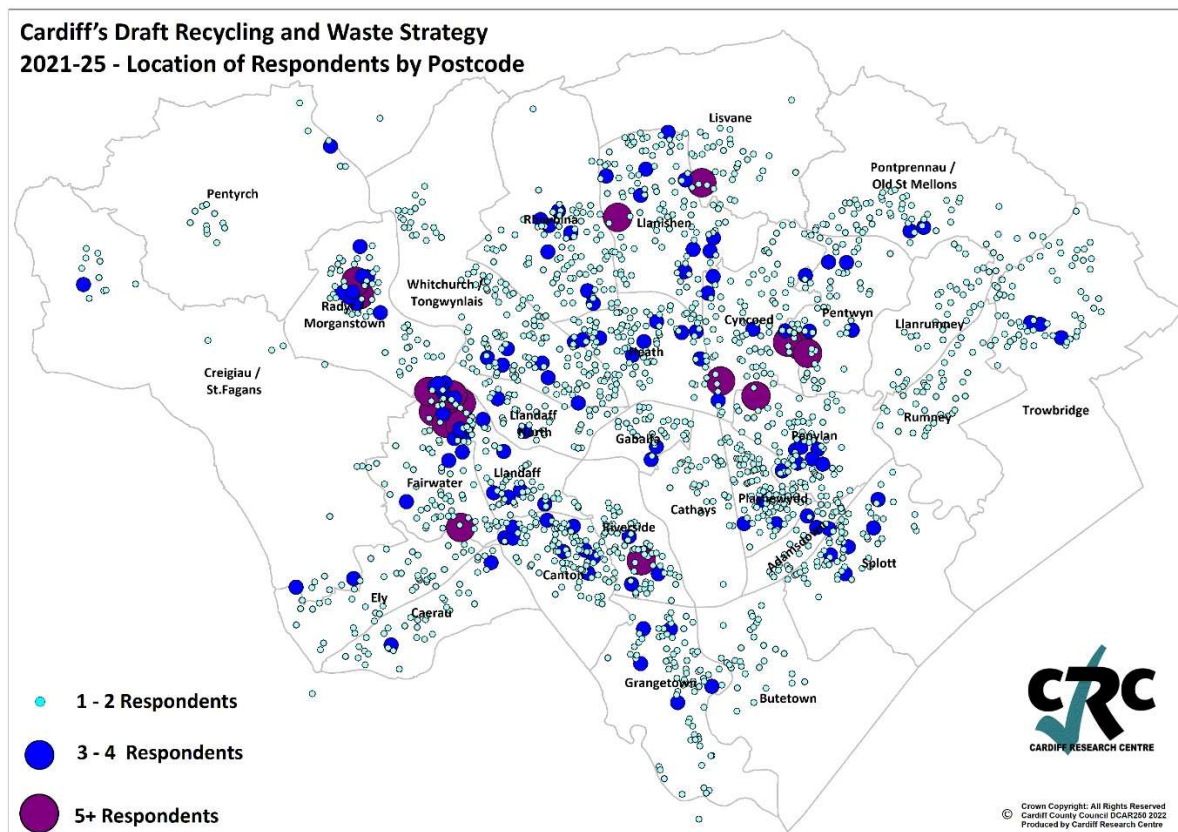 Cardiff's Draft Recycling and Waste Strategy
2021-25 - Location of Respondents by Postcode
Lisvane
Pontprennau /
Old St Mellons
Pentyrch
Rhiwbina
Llanishen
Whitchurch /
Tongwynlais
Radyr
Morganstown
Cyncoed
Pentwyn
Llanrumney
Heath
Creigiau /
St.Fagans
Rumney
Trowbridge
Llandaff
North
Gabalfa
Penylan
Llandaff
Fairwater
Cathays
Plasnewydd
Riverside
Adamsdown
Splott
Canton
Ely
Caerau
Grangetown
Butetown
1 - 2 Respondents
3 - 4 Respondents
5+ Respondents
CRC
CARDIFF RESEARCH CENTRE
© Crown Copyright: All Rights Reserved
Cardiff County Council DCAR250 2022
Produced by Cardiff Research Centre